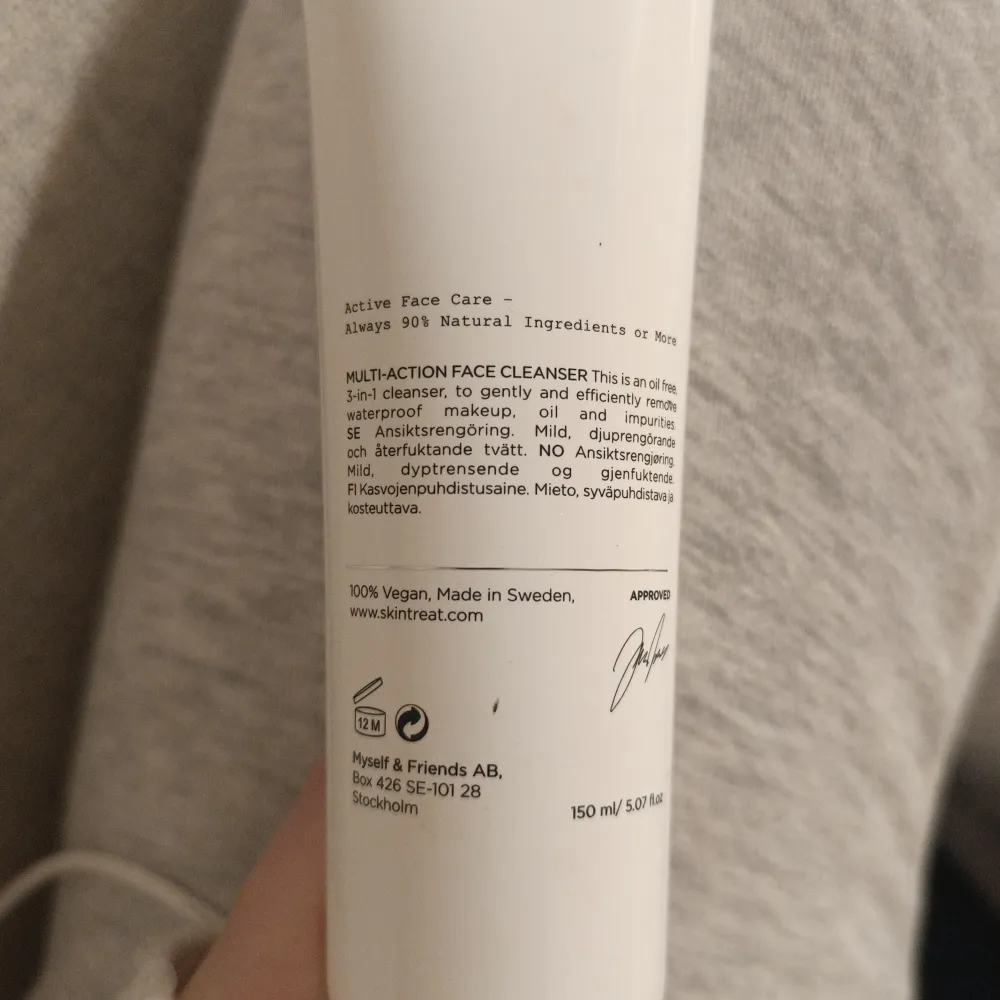 Active Face Care –
Always 90% Natural Ingredients or More
MULTI-ACTION FACE CLEANSER This is an oil free,
3-in-1 cleanser, to gently and efficiently remove
waterproof makeup, oil and impurities.
SE Ansiktsrengöring. Mild, djuprengörande
och återfuktande tvätt. NO Ansiktsrengjøring.
Mild, dyptrensende og gjenfuktende.
FI Kasvojenpuhdistusaine. Mieto, syväpuhdistava ja
kosteuttava.
100% Vegan, Made in Sweden,
www.skintreat.com
APPROVED
12 M
Myself & Friends AB,
Box 426 SE-101 28
Stockholm
150 ml/ 5.07 fl.oz